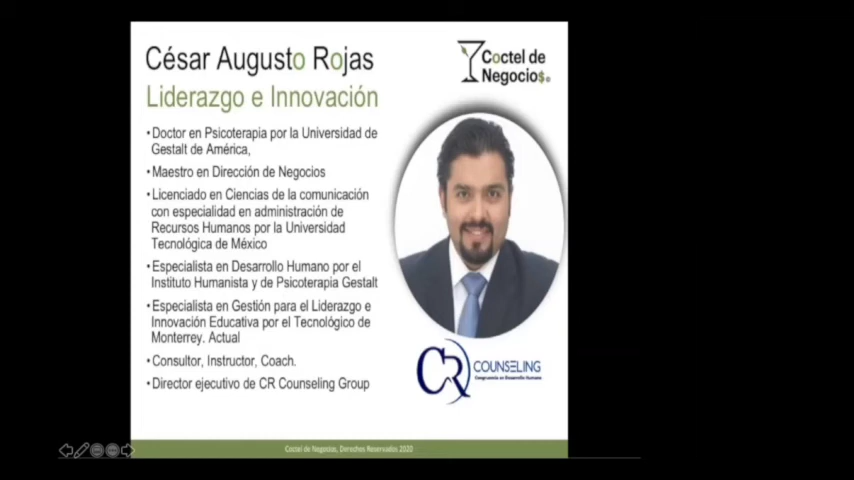 César Augusto Rojas
Liderazgo e Innovación
Coctel de
Negocio$®
•Doctor en Psicoterapia por la Universidad de
Gestalt de América,
•Maestro en Dirección de Negocios
•Licenciado en Ciencias de la comunicación
con especialidad en administración de
Recursos Humanos por la Universidad
Tecnológica de México
•Especialista en Desarrollo Humano por el
Instituto Humanista y de Psicoterapia Gestalt
•Especialista en Gestión para el Liderazgo e
Innovación Educativa por el Tecnológico de
Monterrey. Actual
•Consultor, Instructor, Coach.
•Director ejecutivo de CR Counseling Group
CR
COUNSELING
Congruencia en Desarrollo Humano
Coctel de Negocios, Derechos Reservados 2020